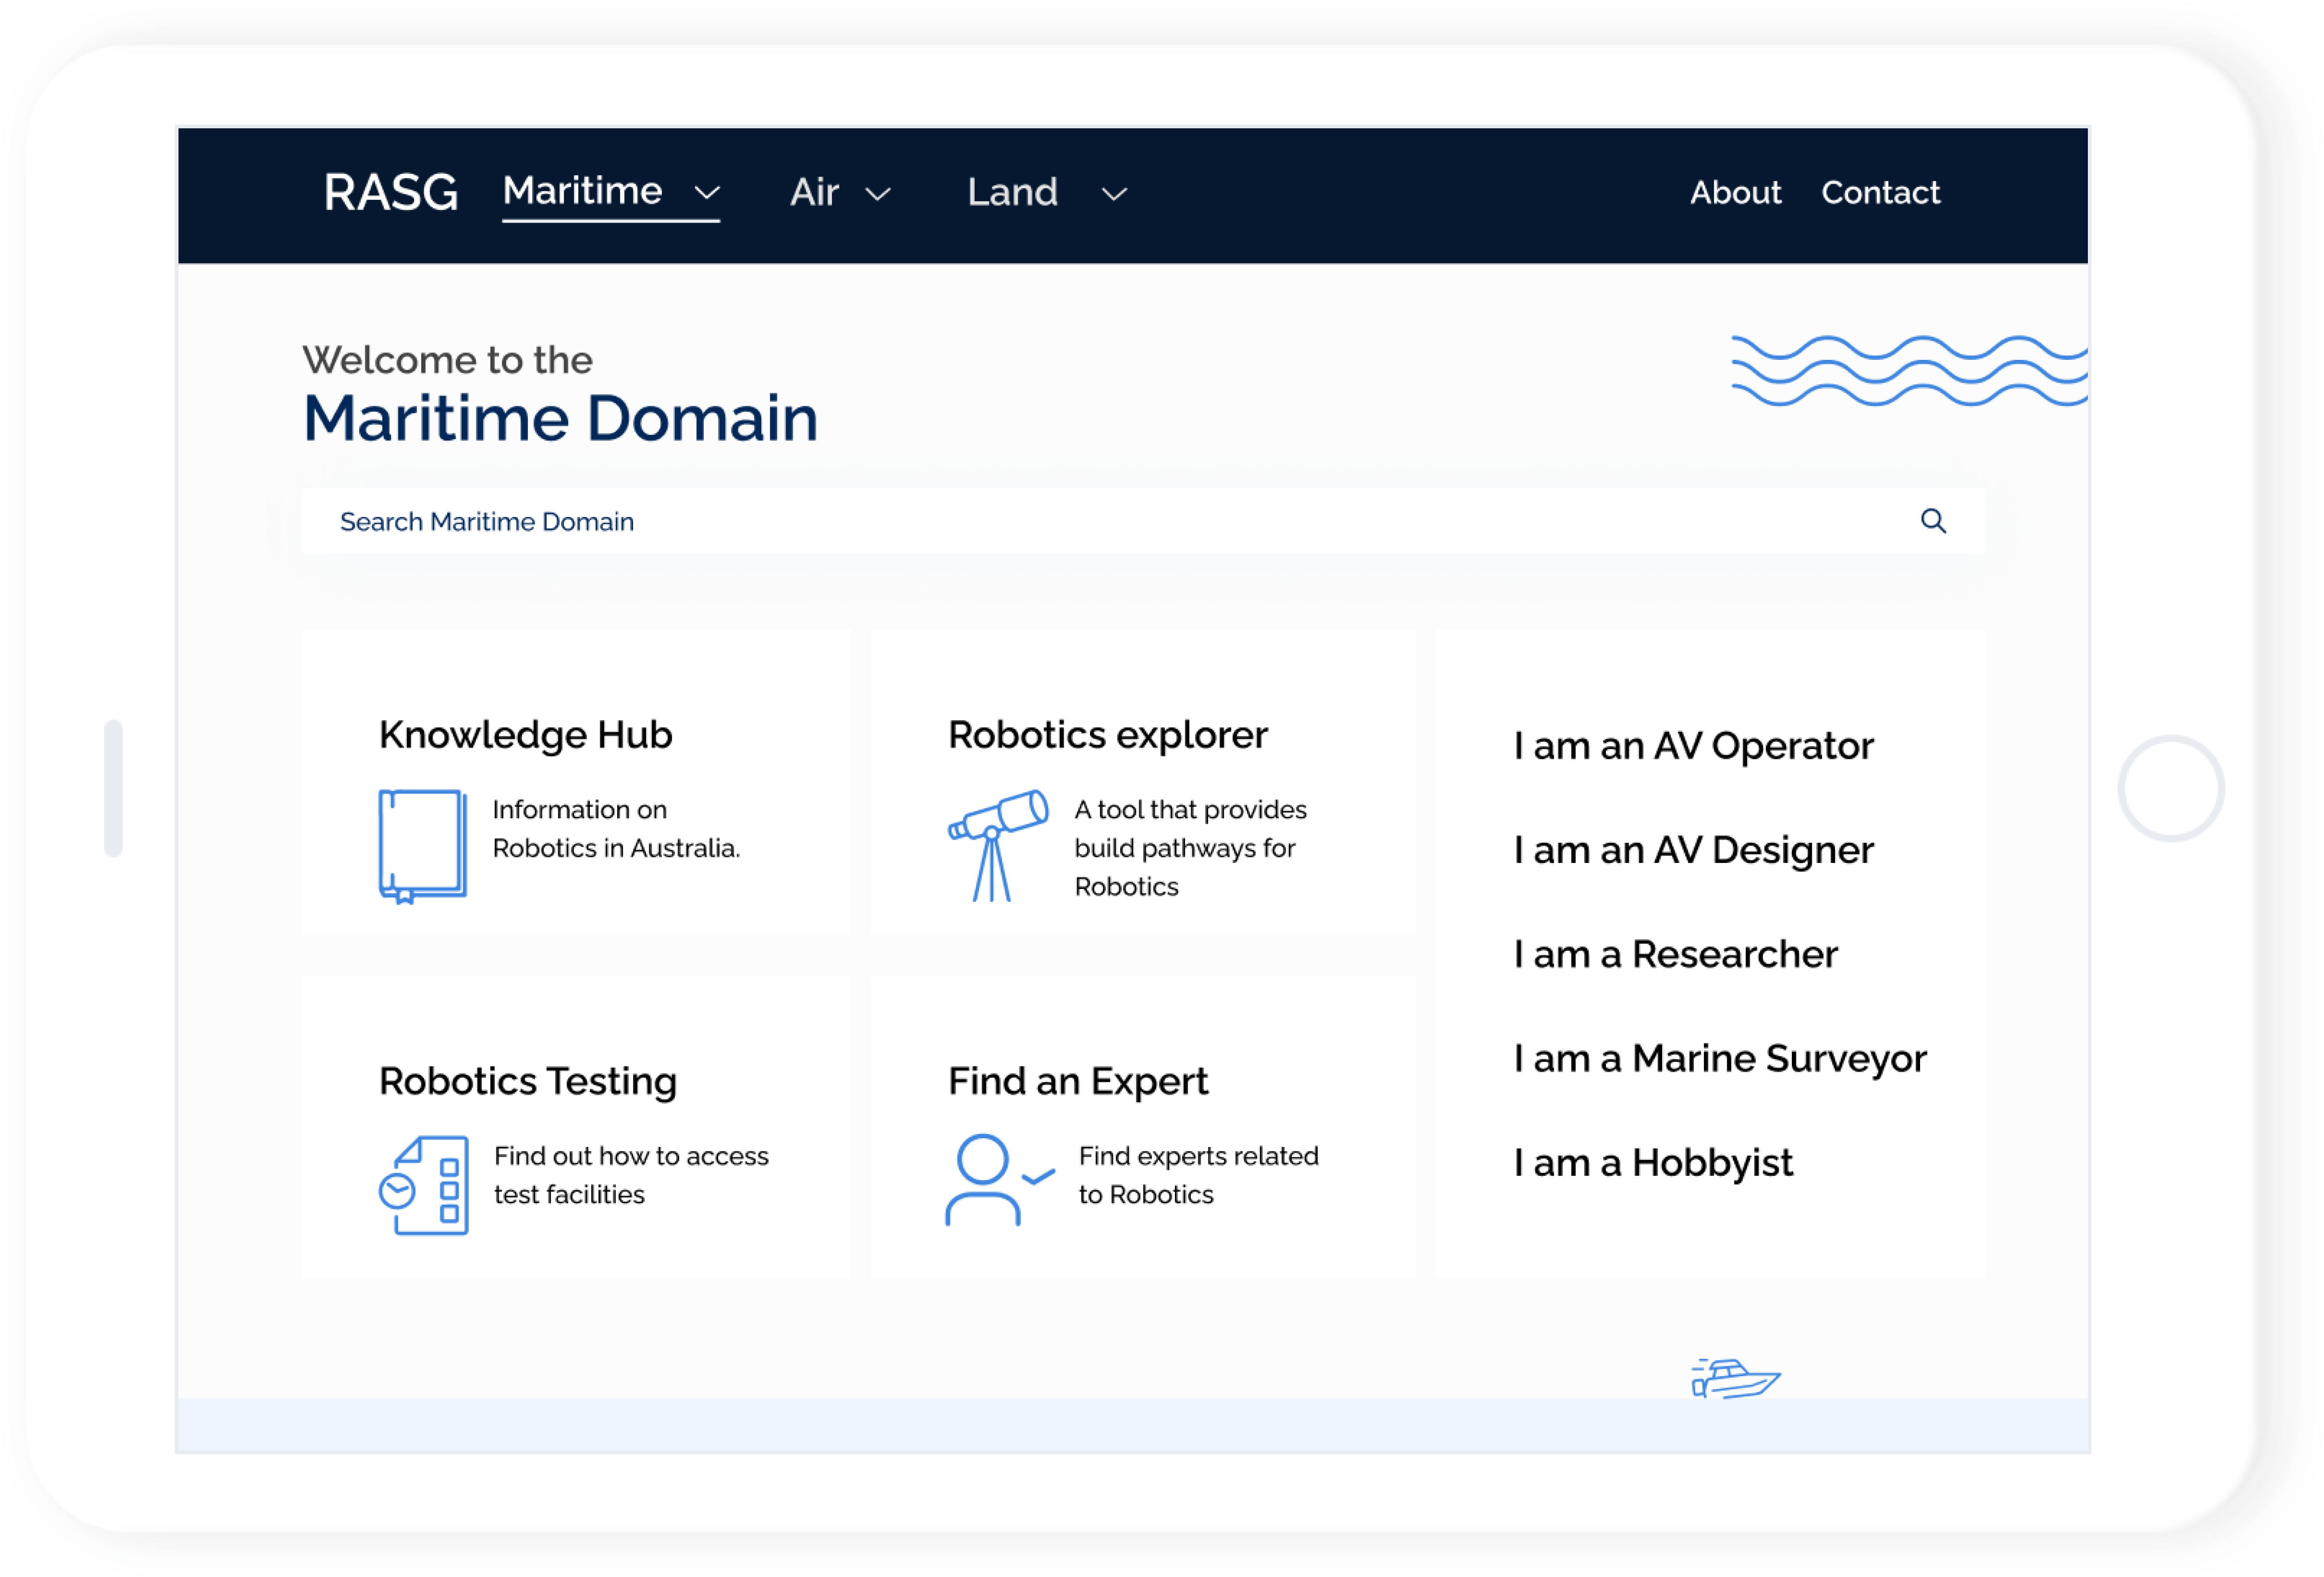 RASG Maritime Air Land About Contact
Welcome to the
Maritime Domain
Search Maritime Domain
Knowledge Hub
Information on
Robotics in Australia.
Robotics explorer
A tool that provides
build pathways for
Robotics
Robotics Testing
Find out how to access
test facilities
Find an Expert
Find experts related
to Robotics
I am an AV Operator
I am an AV Designer
I am a Researcher
I am a Marine Surveyor
I am a Hobbyist